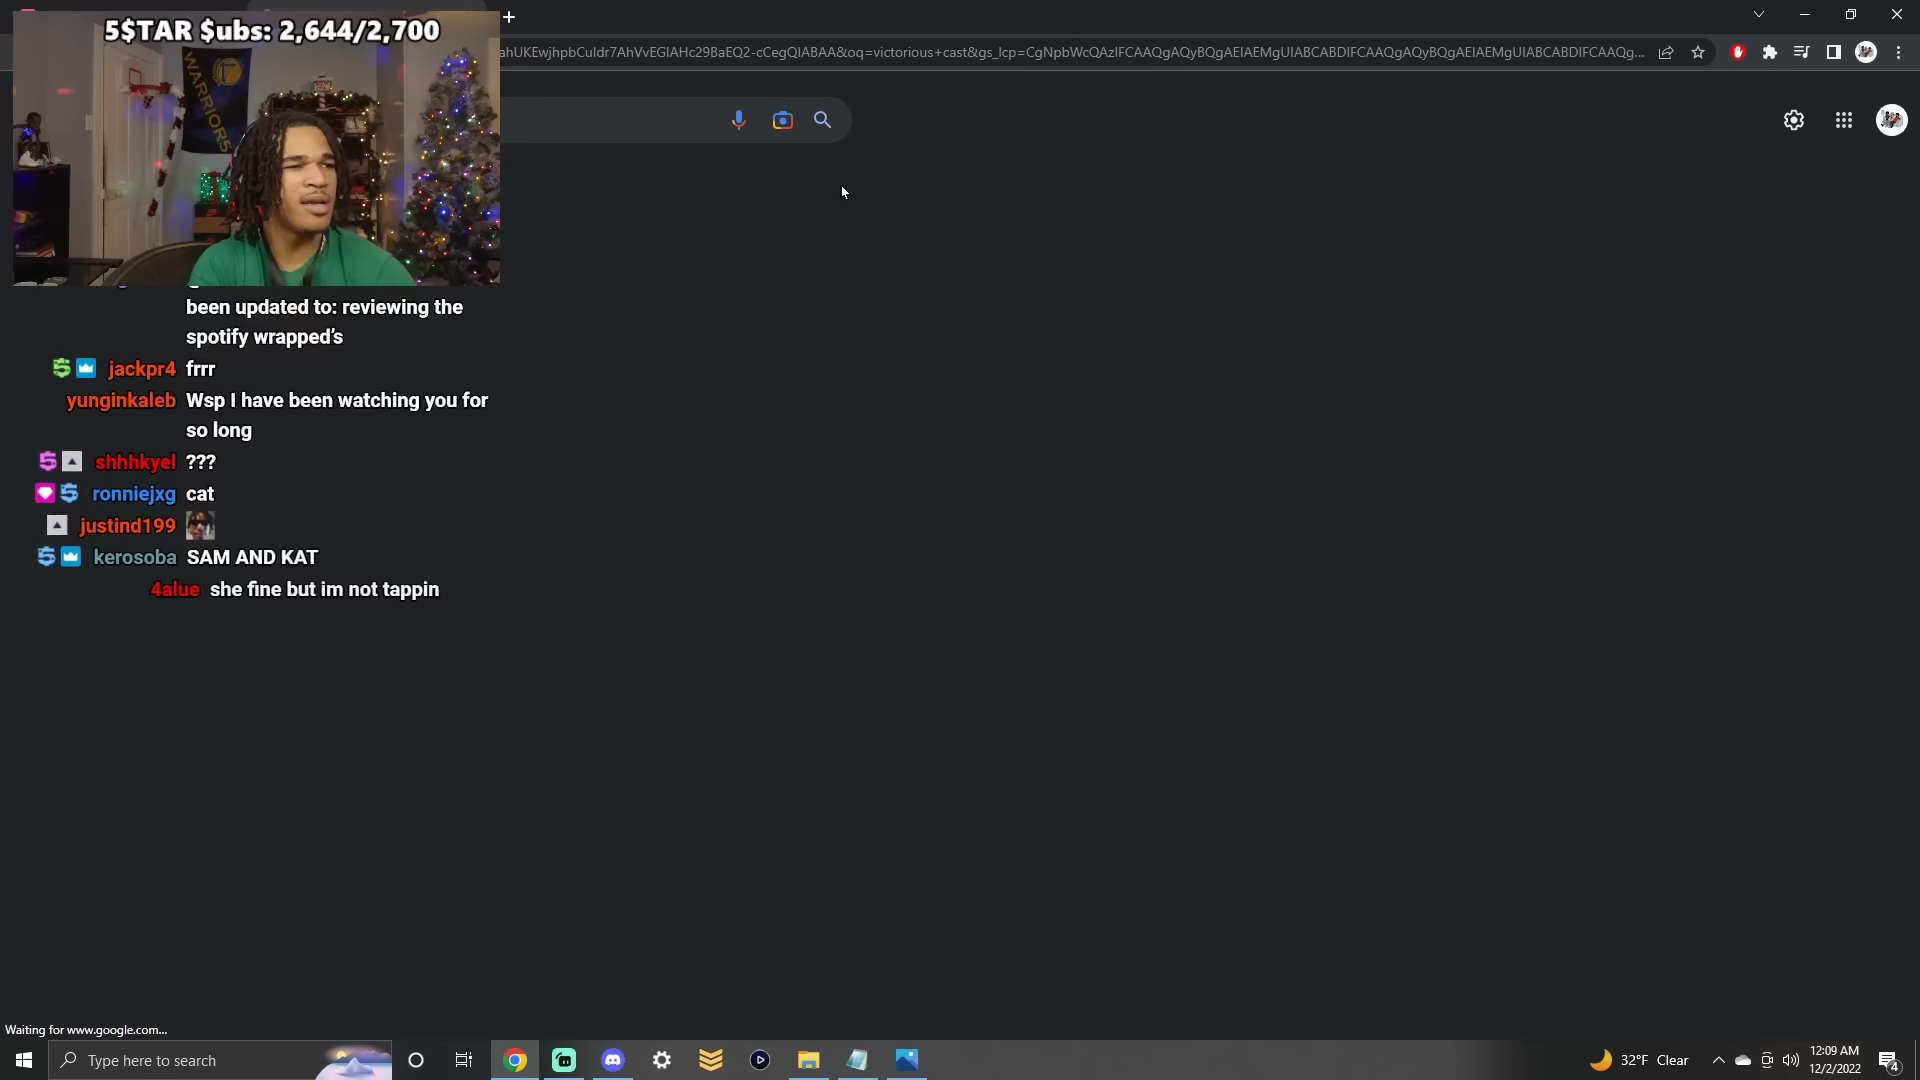 5$TAR $ubs: 2,644/2,700
WARRIORS
ahUKEwjhpbCuldr7AhVvEGIAHc29BaEQ2-cCegQIABAA&oq=victorious+cast&gs_lcp=CgNpbWcQAzIFCAAQgAQyBQgAEIAEMgUIABCABDIFCAAQgAQyBQgAEIAEMgUIABCABDIFCAAQg...
been updated to: reviewing the
spotify wrapped's
jackpr4 frrr
yunginkaleb Wsp I have been watching you for
so long
shhhkyel ???
ronniejxg cat
justind199
kerosoba SAM AND KAT
4alue she fine but im not tappin
Waiting for www.google.com...
Type here to search
32°F Clear
12:09 AM
12/2/2022
4